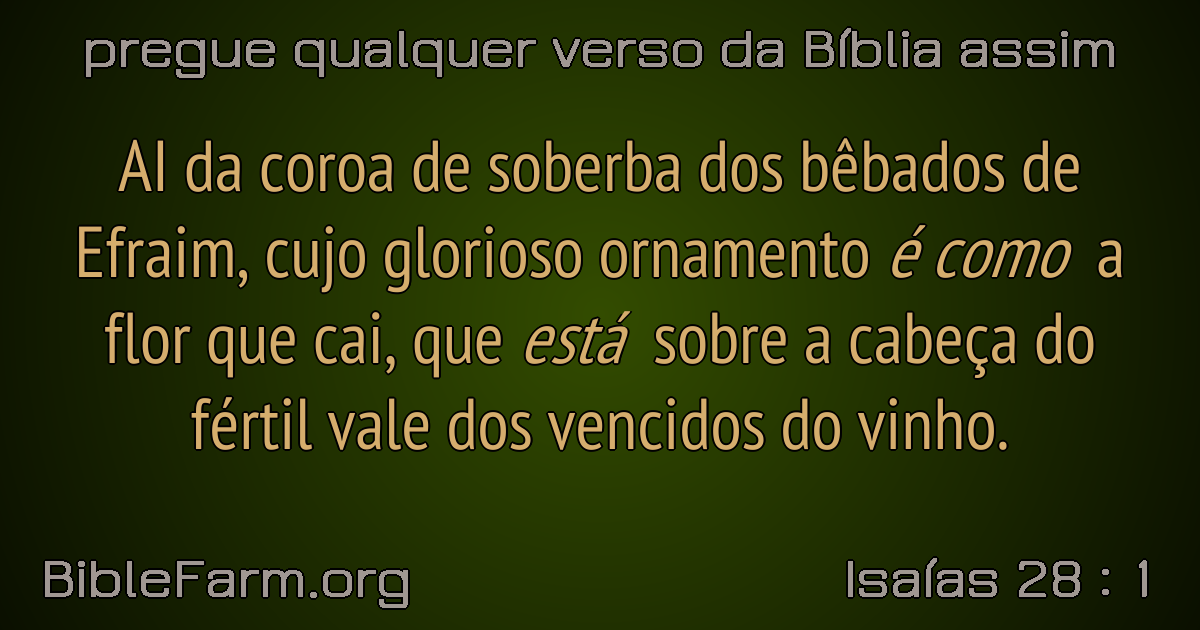 pregue qualquer verso da Bíblia assim
AI da coroa de soberba dos bêbados de
Efraim, cujo glorioso ornamento é como a
flor que cai, que está sobre a cabeça do
fértil vale dos vencidos do vinho.
BibleFarm.org
Isaías 28 : 1